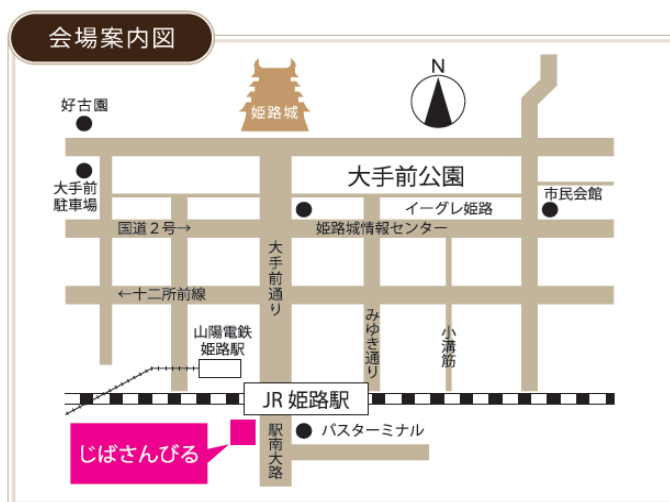 会場案内図
N
姫路城
好古園
大手前公園
大手前
駐車場
市民会館
イーグレ姫路
国道２号→
姫路城情報センター
大手前通り
←十二所前線
みゆき通り
小溝筋
山陽電鉄
姫路駅
JR 姫路駅
じばさんびる
駅南大路
バスターミナル